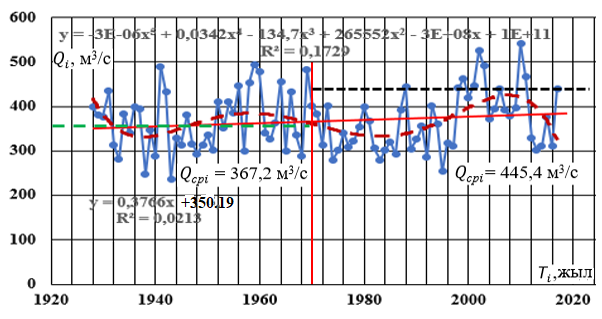 600
y = -3E-06x⁵ + 0,0342x⁴ - 134,7x³ + 265552x² - 3E+08x + 1E+11
R² = 0,1729
Qᵢ, м³/с
500
400
300
Q_cpi = 367,2 м³/с
Q_cpi = 445,4 м³/с
200
y = 0,3766x +350.19
R² = 0,0213
100
Tᵢ,жыл
0
1920 1940 1960 1980 2000 2020